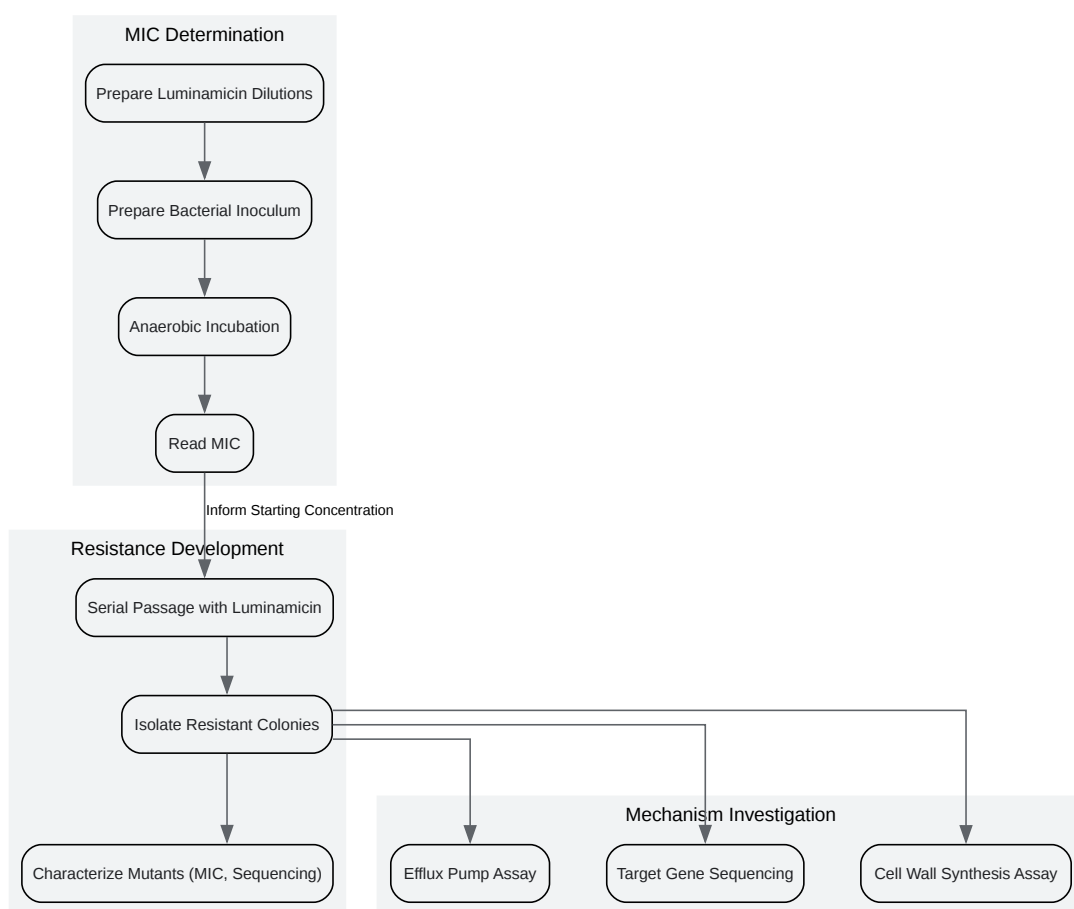 MIC Determination
Prepare Luminamicin Dilutions
Prepare Bacterial Inoculum
Anaerobic Incubation
Read MIC
Inform Starting Concentration
Resistance Development
Serial Passage with Luminamicin
Isolate Resistant Colonies
Characterize Mutants (MIC, Sequencing)
Mechanism Investigation
Efflux Pump Assay
Target Gene Sequencing
Cell Wall Synthesis Assay